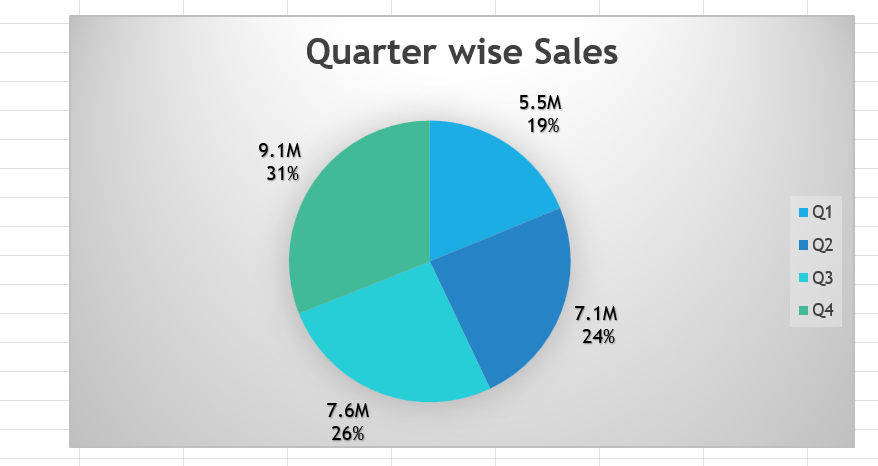 Quarter wise Sales
5.5M
19%
9.1M
31%
7.1M
24%
7.6M
26%
Q1
Q2
Q3
Q4